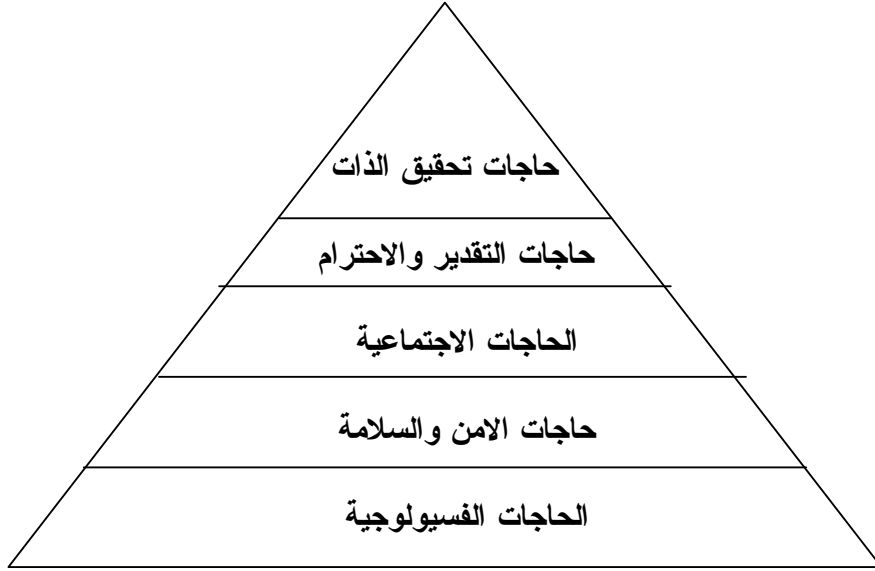 حاجات تحقيق الذات
حاجات التقدير والاحترام
الحاجات الاجتماعية
حاجات الامن والسلامة
الحاجات الفسيولوجية